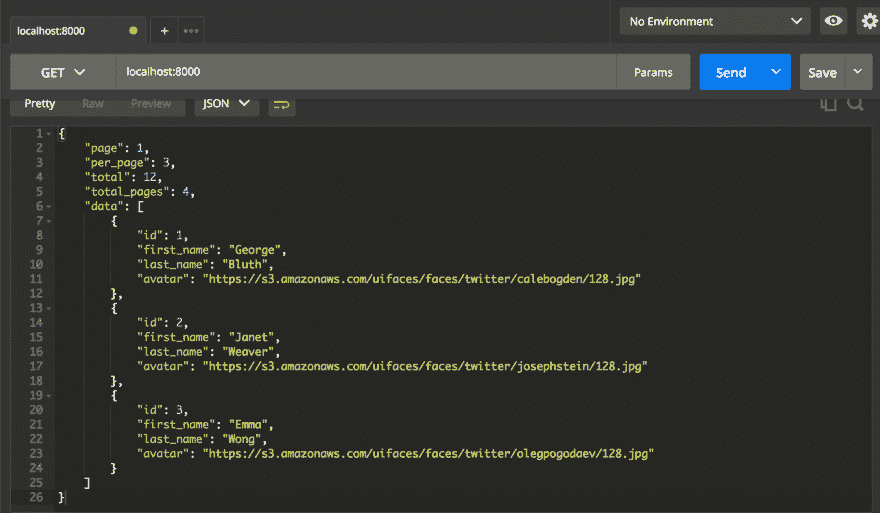 localhost:8000
+
•••
No Environment
GET
localhost:8000
Params
Send
Save
Pretty
Raw
Preview
JSON
1 {
2 "page": 1,
3 "per_page": 3,
4 "total": 12,
5 "total_pages": 4,
6 "data": [
7 {
8 "id": 1,
9 "first_name": "George",
10 "last_name": "Bluth",
11 "avatar": "https://s3.amazonaws.com/uifaces/faces/twitter/calebogden/128.jpg"
12 },
13 {
14 "id": 2,
15 "first_name": "Janet",
16 "last_name": "Weaver",
17 "avatar": "https://s3.amazonaws.com/uifaces/faces/twitter/josephstein/128.jpg"
18 },
19 {
20 "id": 3,
21 "first_name": "Emma",
22 "last_name": "Wong",
23 "avatar": "https://s3.amazonaws.com/uifaces/faces/twitter/olegpogodaev/128.jpg"
24 }
25 ]
26 }